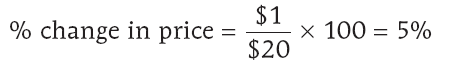 % change in price = $1/$20 × 100 = 5%